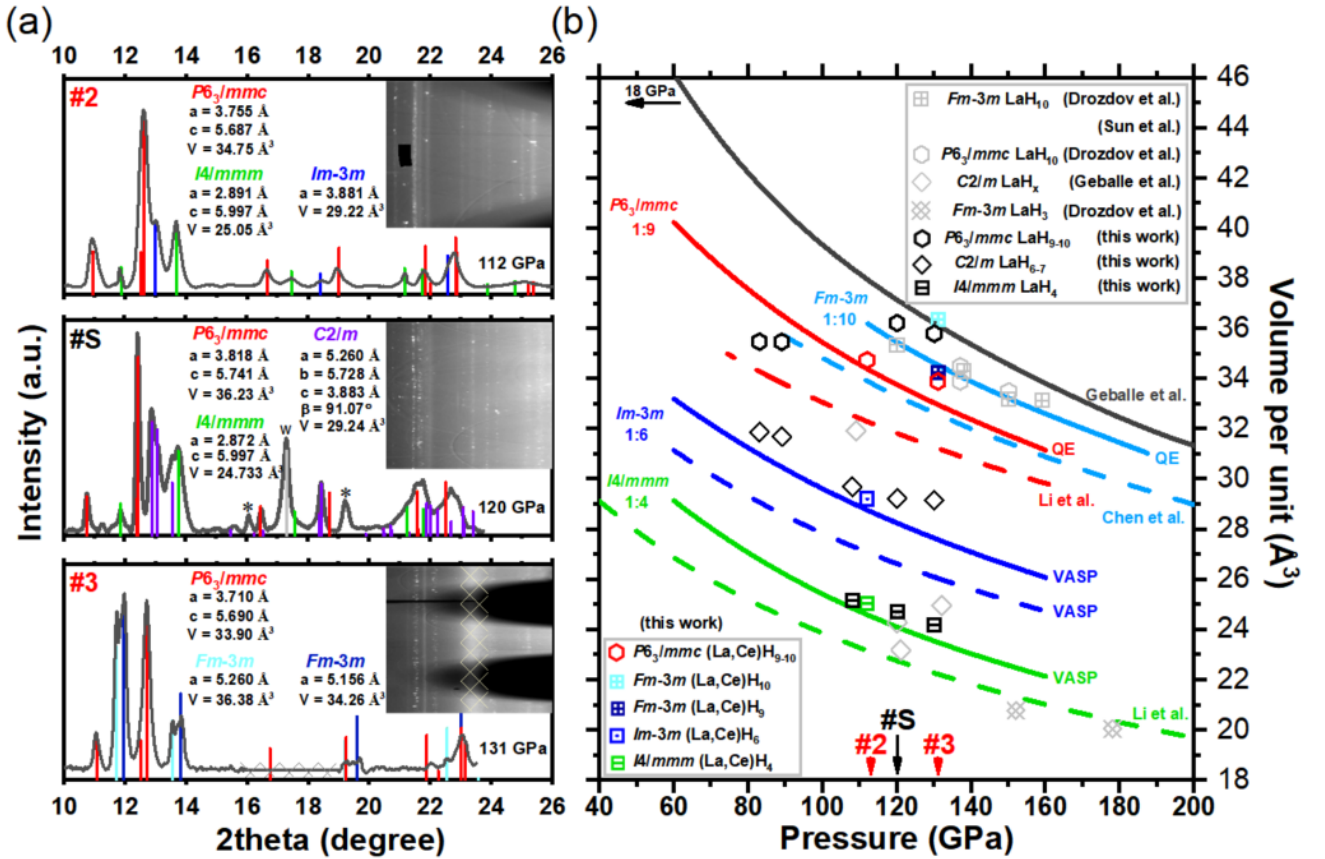 (a)
10 12 14 16 18 20 22 24 26
#2
P6₃/mmc
a = 3.755 Å
c = 5.687 Å
V = 34.75 Å³
I4/mmm
a = 2.891 Å
c = 5.997 Å
V = 25.05 Å³
Im-3m
a = 3.881 Å
V = 29.22 Å³
112 GPa
#S
P6₃/mmc
a = 3.818 Å
c = 5.741 Å
V = 36.23 Å³
I4/mmm
a = 2.872 Å
c = 5.997 Å
V = 24.733 Å³
C2/m
a = 5.260 Å
b = 5.728 Å
c = 3.883 Å
β = 91.07°
V = 29.24 Å³
w
* *
120 GPa
#3
P6₃/mmc
a = 3.710 Å
c = 5.690 Å
V = 33.90 Å³
Fm-3m
a = 5.260 Å
V = 36.38 Å³
Fm-3m
a = 5.156 Å
V = 34.26 Å³
131 GPa
10 12 14 16 18 20 22 24 26
2theta (degree)
Intensity (a.u.)
(b)
18 GPa
Fm-3m LaH₁₀ (Drozdov et al.)
(Sun et al.)
P6₃/mmc LaH₁₀ (Drozdov et al.)
C2/m LaHₓ (Geballe et al.)
Fm-3m LaH₃ (Drozdov et al.)
P6₃/mmc LaH₉₋₁₀ (this work)
C2/m LaH₆₋₇ (this work)
I4/mmm LaH₄ (this work)
P6₃/mmc
1:9
Fm-3m
1:10
Im-3m
1:6
I4/mmm
1:4
Geballe et al.
QE
QE
Li et al.
Chen et al.
VASP
VASP
VASP
Li et al.
(this work)
P6₃/mmc (La,Ce)H₉₋₁₀
Fm-3m (La,Ce)H₁₀
Fm-3m (La,Ce)H₉
Im-3m (La,Ce)H₆
I4/mmm (La,Ce)H₄
#2
#S
#3
40 60 80 100 120 140 160 180 200
Pressure (GPa)
46
44
42
40
38
36
34
32
30
28
26
24
22
20
18
Volume per unit (Å³)